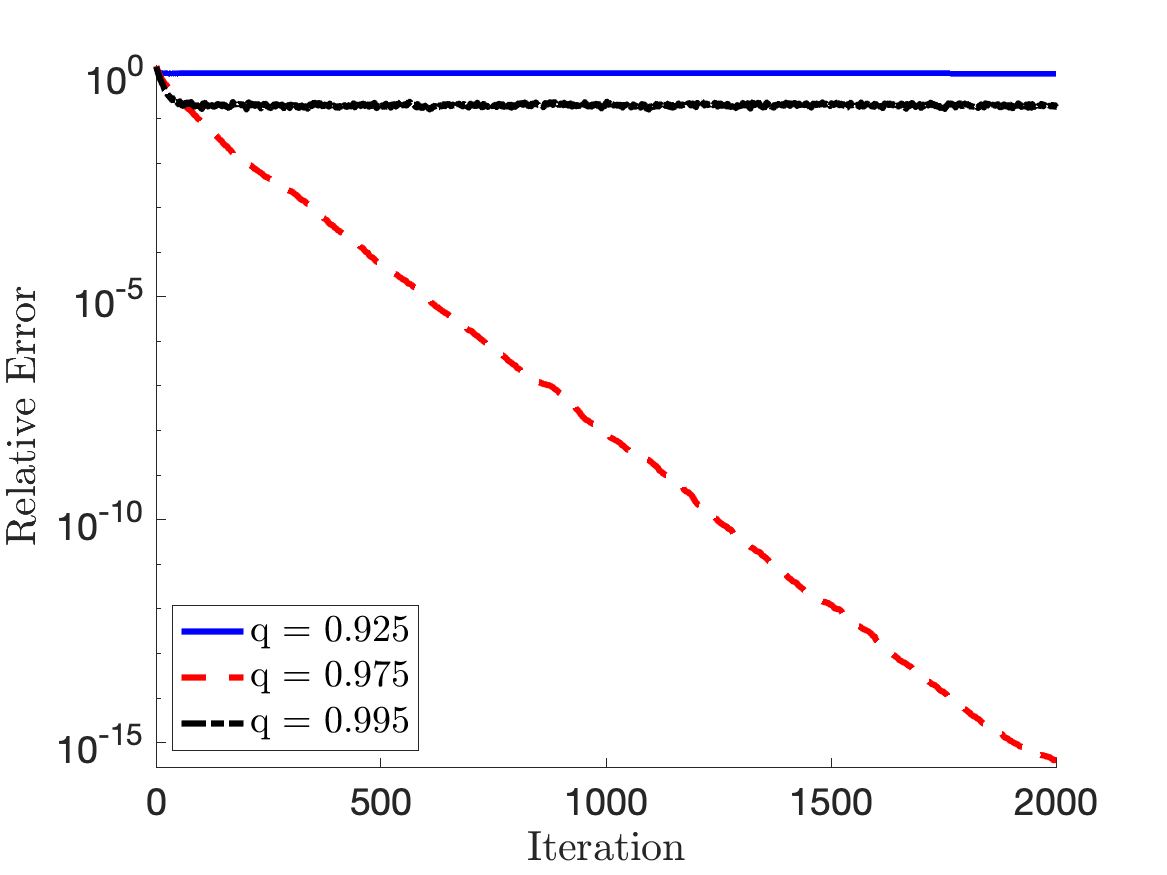 10^0
10^-5
10^-10
10^-15
Relative Error
q = 0.925
q = 0.975
q = 0.995
0 500 1000 1500 2000
Iteration